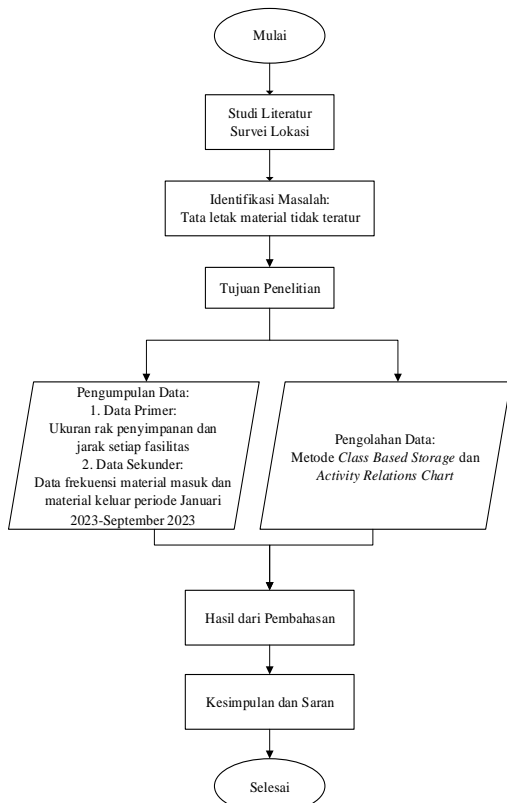 Mulai
Studi Literatur
Survei Lokasi
Identifikasi Masalah:
Tata letak material tidak teratur
Tujuan Penelitian
Pengumpulan Data:
1. Data Primer:
Ukuran rak penyimpanan dan
jarak setiap fasilitas
2. Data Sekunder:
Data frekuensi material masuk dan
material keluar periode Januari
2023-September 2023
Pengolahan Data:
Metode Class Based Storage dan
Activity Relations Chart
Hasil dari Pembahasan
Kesimpulan dan Saran
Selesai